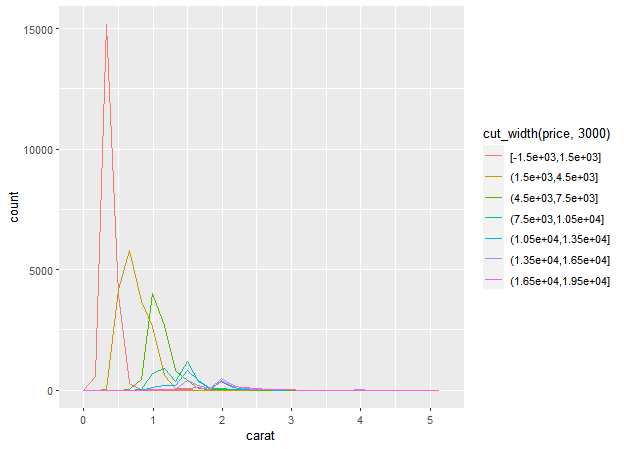 15000
10000
5000
0
count
0 1 2 3 4 5
carat
cut_width(price, 3000)
[-1.5e+03,1.5e+03]
(1.5e+03,4.5e+03]
(4.5e+03,7.5e+03]
(7.5e+03,1.05e+04]
(1.05e+04,1.35e+04]
(1.35e+04,1.65e+04]
(1.65e+04,1.95e+04]